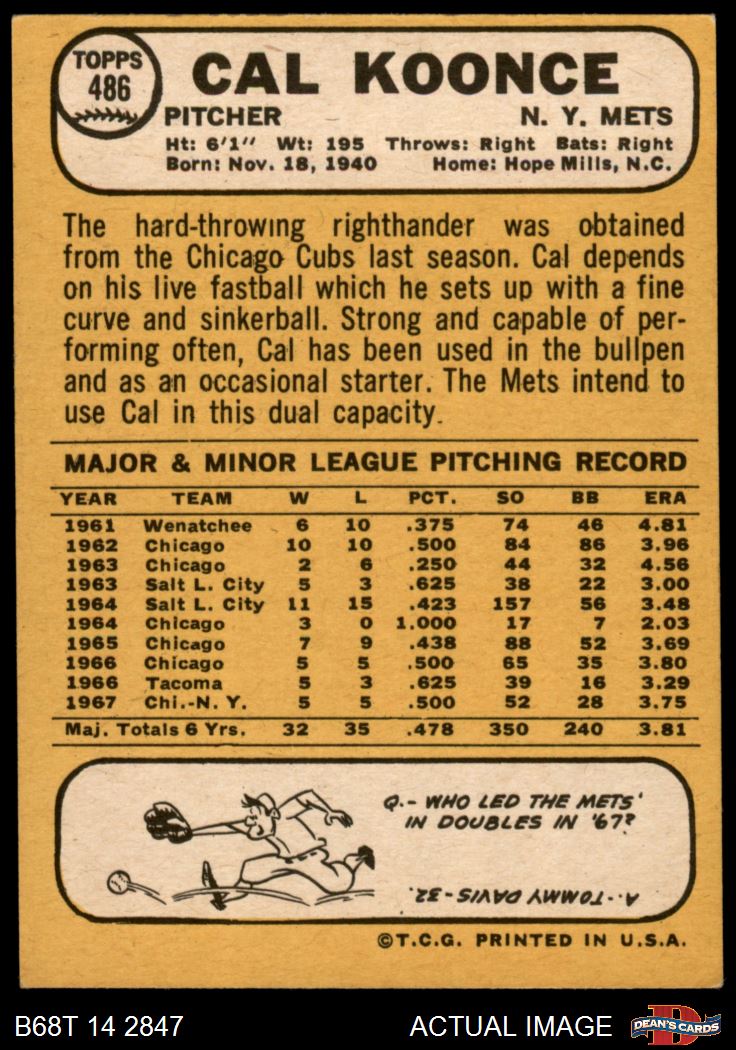 TOPPS
486
CAL KOONCE
PITCHER N. Y. METS
Ht: 6'1" Wt: 195 Throws: Right Bats: Right
Born: Nov. 18, 1940 Home: Hope Mills, N.C.
The hard-throwing righthander was obtained
from the Chicago Cubs last season. Cal depends
on his live fastball which he sets up with a fine
curve and sinkerball. Strong and capable of per-
forming often, Cal has been used in the bullpen
and as an occasional starter. The Mets intend to
use Cal in this dual capacity.
MAJOR & MINOR LEAGUE PITCHING RECORD
YEAR TEAM W L PCT. SO BB ERA
1961 Wenatchee 6 10 .375 74 46 4.81
1962 Chicago 10 10 .500 84 86 3.96
1963 Chicago 2 6 .250 44 32 4.56
1963 Salt L. City 5 3 .625 38 22 3.00
1964 Salt L. City 11 15 .423 157 56 3.48
1964 Chicago 3 0 1.000 17 7 2.03
1965 Chicago 7 9 .438 88 52 3.69
1966 Chicago 5 5 .500 65 35 3.80
1966 Tacoma 5 3 .625 39 16 3.29
1967 Chi.-N. Y. 5 5 .500 52 28 3.75
Maj. Totals 6 Yrs. 32 35 .478 350 240 3.81
Q.- WHO LED THE METS'
IN DOUBLES IN '67?
A.-TOMMY DAVIS-32.
©T.C.G. PRINTED IN U.S.A.
B68T 14 2847 ACTUAL IMAGE DEAN'S CARDS